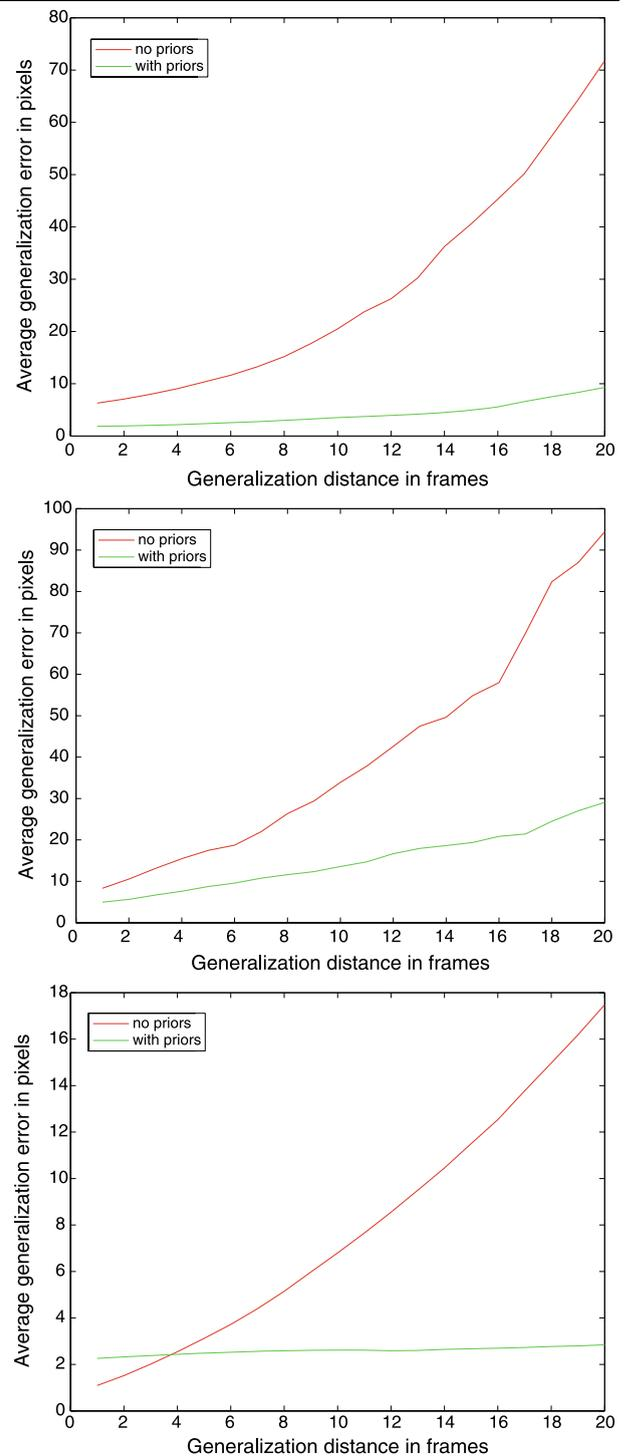 80
70
60
50
40
30
20
10
0
Average generalization error in pixels
no priors
with priors
0 2 4 6 8 10 12 14 16 18 20
Generalization distance in frames
100
90
80
70
60
50
40
30
20
10
0
Average generalization error in pixels
no priors
with priors
0 2 4 6 8 10 12 14 16 18 20
Generalization distance in frames
18
16
14
12
10
8
6
4
2
0
Average generalization error in pixels
no priors
with priors
0 2 4 6 8 10 12 14 16 18 20
Generalization distance in frames